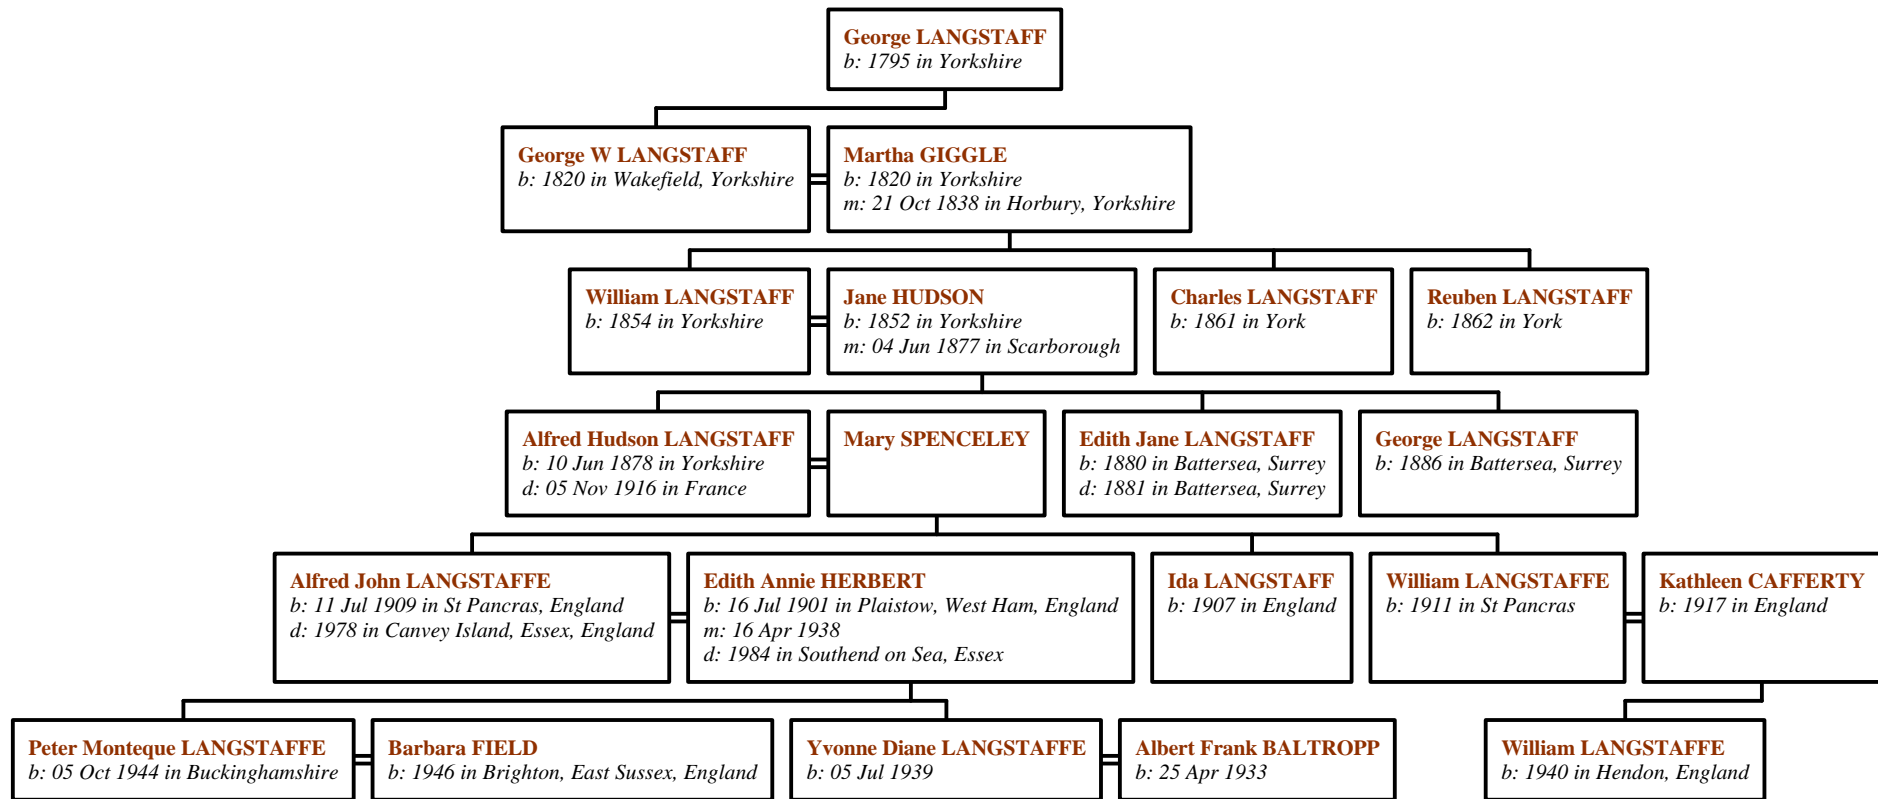 George LANGSTAFF
b: 1795 in Yorkshire
George W LANGSTAFF
b: 1820 in Wakefield, Yorkshire
Martha GIGGLE
b: 1820 in Yorkshire
m: 21 Oct 1838 in Horbury, Yorkshire
William LANGSTAFF
b: 1854 in Yorkshire
Jane HUDSON
b: 1852 in Yorkshire
m: 04 Jun 1877 in Scarborough
Charles LANGSTAFF
b: 1861 in York
Reuben LANGSTAFF
b: 1862 in York
Alfred Hudson LANGSTAFF
b: 10 Jun 1878 in Yorkshire
d: 05 Nov 1916 in France
Mary SPENCELEY
Edith Jane LANGSTAFF
b: 1880 in Battersea, Surrey
d: 1881 in Battersea, Surrey
George LANGSTAFF
b: 1886 in Battersea, Surrey
Alfred John LANGSTAFFE
b: 11 Jul 1909 in St Pancras, England
d: 1978 in Canvey Island, Essex, England
Edith Annie HERBERT
b: 16 Jul 1901 in Plaistow, West Ham, England
m: 16 Apr 1938
d: 1984 in Southend on Sea, Essex
Ida LANGSTAFF
b: 1907 in England
William LANGSTAFFE
b: 1911 in St Pancras
Kathleen CAFFERTY
b: 1917 in England
Peter Monteque LANGSTAFFE
b: 05 Oct 1944 in Buckinghamshire
Barbara FIELD
b: 1946 in Brighton, East Sussex, England
Yvonne Diane LANGSTAFFE
b: 05 Jul 1939
Albert Frank BALTROPP
b: 25 Apr 1933
William LANGSTAFFE
b: 1940 in Hendon, England